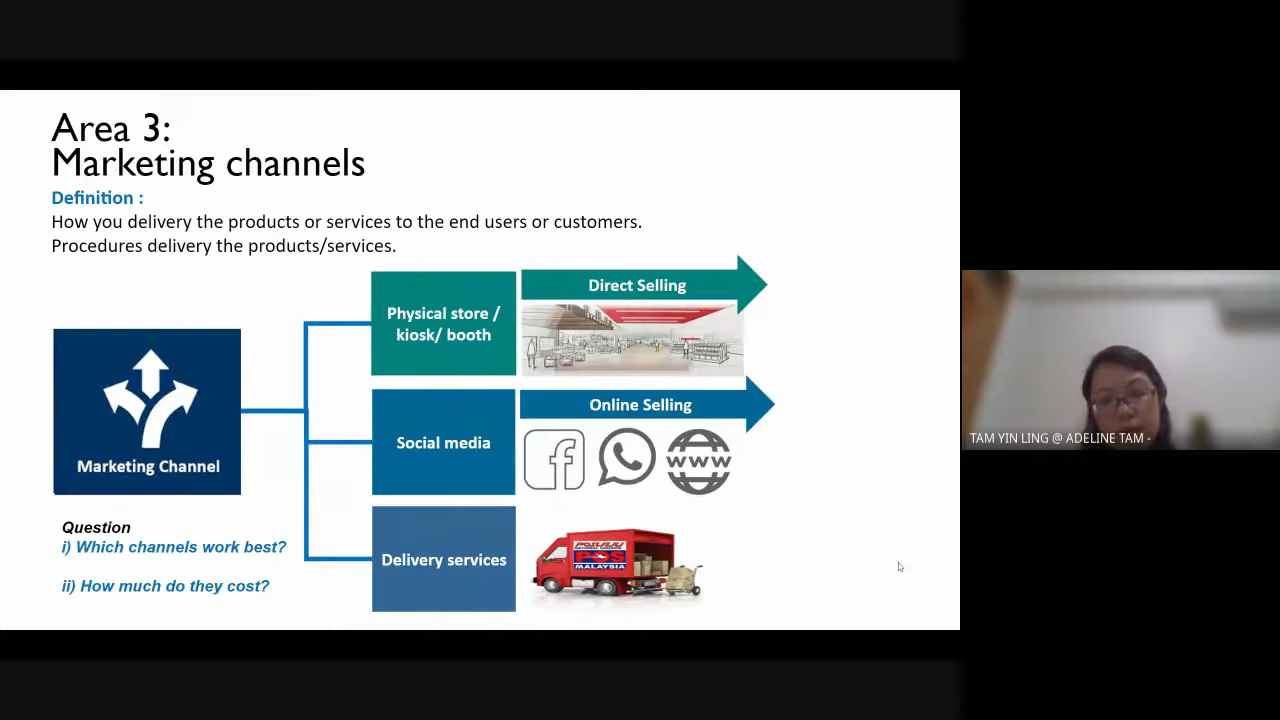 Area 3:
Marketing channels
Definition :
How you delivery the products or services to the end users or customers.
Procedures delivery the products/services.
Marketing Channel
Physical store /
kiosk/ booth
Direct Selling
Social media
Online Selling
www
Delivery services
POS
MALAYSIA
Question
i) Which channels work best?
ii) How much do they cost?
TAM YIN LING @ ADELINE TAM -